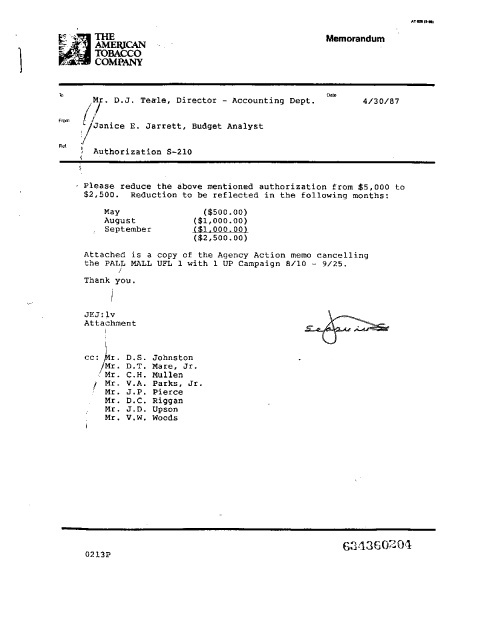 THE
AMERICAN
TOBACCO
COMPANY
Memorandum
To Mr. D.J. Teale, Director - Accounting Dept. Date 4/30/87
From Janice E. Jarrett, Budget Analyst
Ref. Authorization S-210
Please reduce the above mentioned authorization from $5,000 to
$2,500. Reduction to be reflected in the following months:
May ($500.00)
August ($1,000.00)
September ($1,000.00)
($2,500.00)
Attached is a copy of the Agency Action memo cancelling
the PALL MALL UFL 1 with 1 UP Campaign 8/10 - 9/25.
Thank you.
JEJ:lv
Attachment
cc: Mr. D.S. Johnston
Mr. D.T. Mare, Jr.
Mr. C.H. Mullen
Mr. V.A. Parks, Jr.
Mr. J.P. Pierce
Mr. D.C. Riggan
Mr. J.D. Upson
Mr. V.W. Woods
0213P
634360204